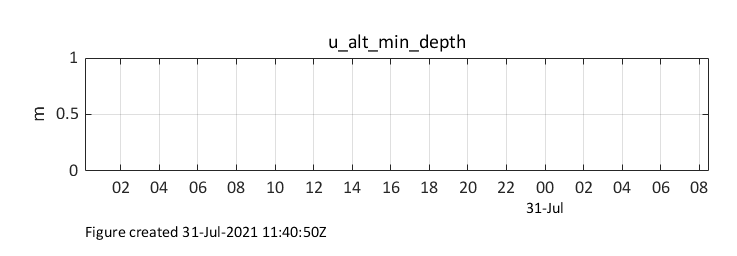 u_alt_min_depth
1
0.5
0
m
02 04 06 08 10 12 14 16 18 20 22 00 02 04 06 08
31-Jul
Figure created 31-Jul-2021 11:40:50Z